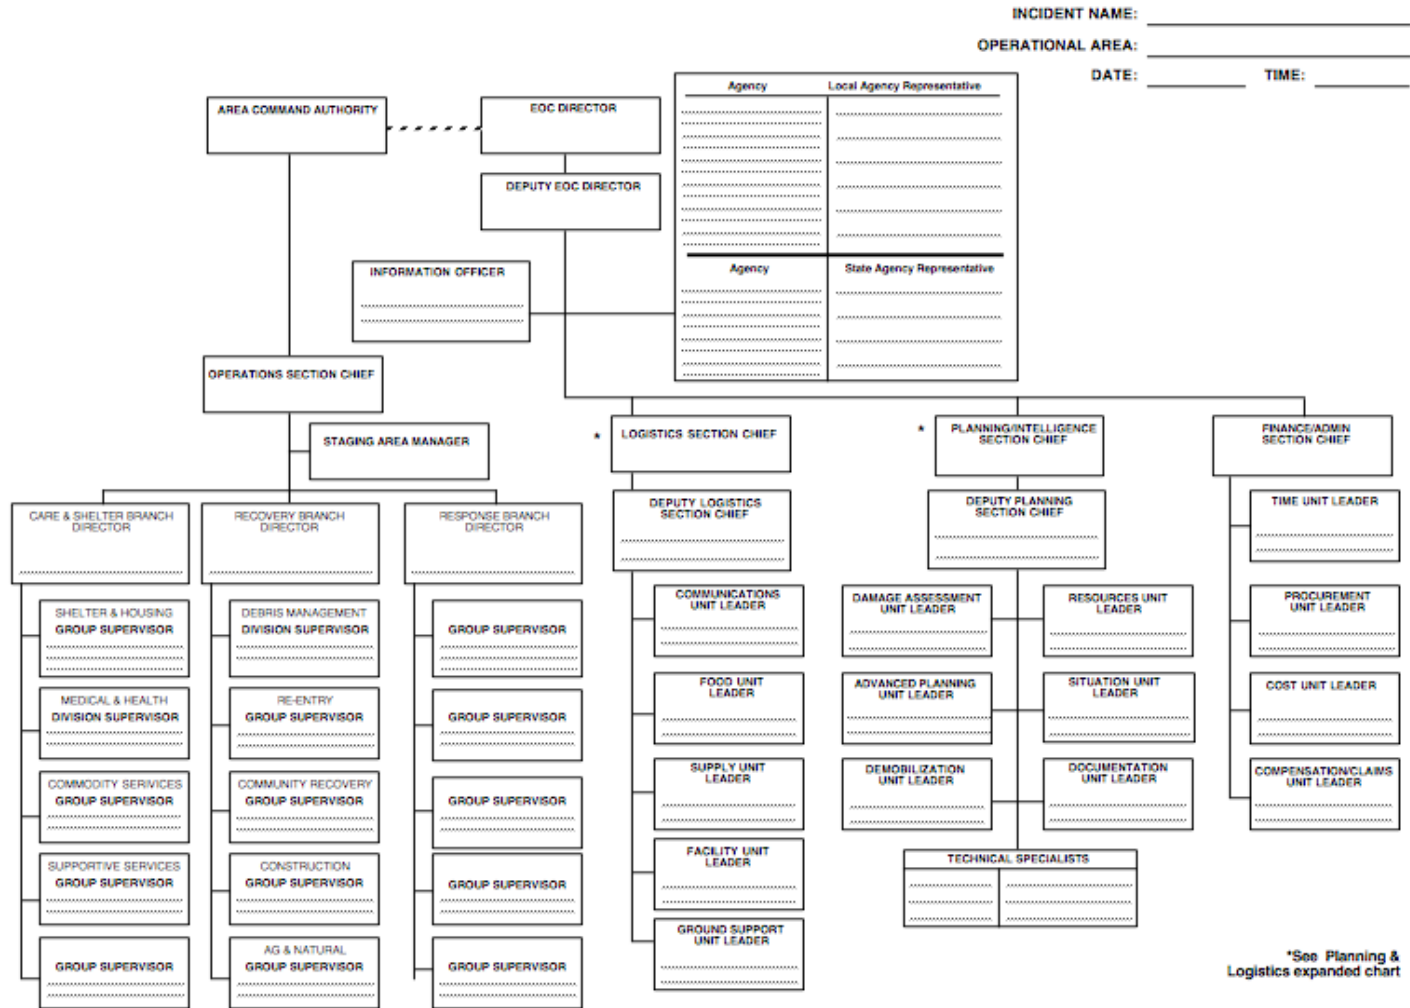 INCIDENT NAME:
OPERATIONAL AREA:
DATE: TIME:
AREA COMMAND AUTHORITY
EOC DIRECTOR
DEPUTY EOC DIRECTOR
Agency Local Agency Representative
Agency State Agency Representative
INFORMATION OFFICER
OPERATIONS SECTION CHIEF
STAGING AREA MANAGER
* LOGISTICS SECTION CHIEF
* PLANNING/INTELLIGENCE
SECTION CHIEF
FINANCE/ADMIN
SECTION CHIEF
CARE & SHELTER BRANCH
DIRECTOR
RECOVERY BRANCH
DIRECTOR
RESPONSE BRANCH
DIRECTOR
DEPUTY LOGISTICS
SECTION CHIEF
DEPUTY PLANNING
SECTION CHIEF
TIME UNIT LEADER
SHELTER & HOUSING
GROUP SUPERVISOR
MEDICAL & HEALTH
DIVISION SUPERVISOR
COMMODITY SERIVICES
GROUP SUPERVISOR
SUPPORTIVE SERVICES
GROUP SUPERVISOR
GROUP SUPERVISOR
DEBRIS MANAGEMENT
DIVISION SUPERVISOR
RE-ENTRY
GROUP SUPERVISOR
COMMUNITY RECOVERY
GROUP SUPERVISOR
CONSTRUCTION
GROUP SUPERVISOR
AG & NATURAL
GROUP SUPERVISOR
GROUP SUPERVISOR
GROUP SUPERVISOR
GROUP SUPERVISOR
GROUP SUPERVISOR
GROUP SUPERVISOR
COMMUNICATIONS
UNIT LEADER
FOOD UNIT
LEADER
SUPPLY UNIT
LEADER
FACILITY UNIT
LEADER
GROUND SUPPORT
UNIT LEADER
DAMAGE ASSESSMENT
UNIT LEADER
RESOURCES UNIT
LEADER
ADVANCED PLANNING
UNIT LEADER
SITUATION UNIT
LEADER
DEMOBILIZATION
UNIT LEADER
DOCUMENTATION
UNIT LEADER
TECHNICAL SPECIALISTS
PROCUREMENT
UNIT LEADER
COST UNIT LEADER
COMPENSATION/CLAIMS
UNIT LEADER
*See Planning &
Logistics expanded chart